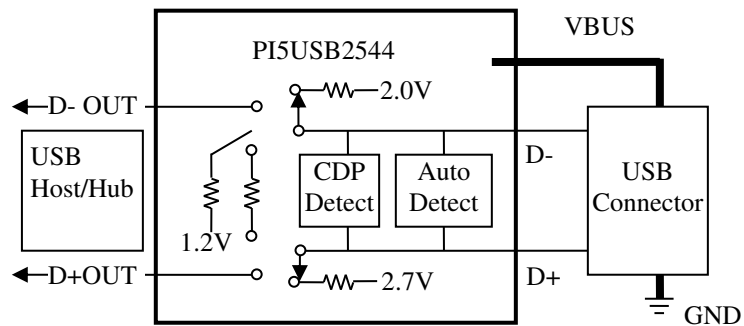 VBUS
PI5USB2544
D- OUT
2.0V
USB
Host/Hub
CDP
Detect
Auto
Detect
D-
USB
Connector
1.2V
D+OUT
2.7V
D+
GND